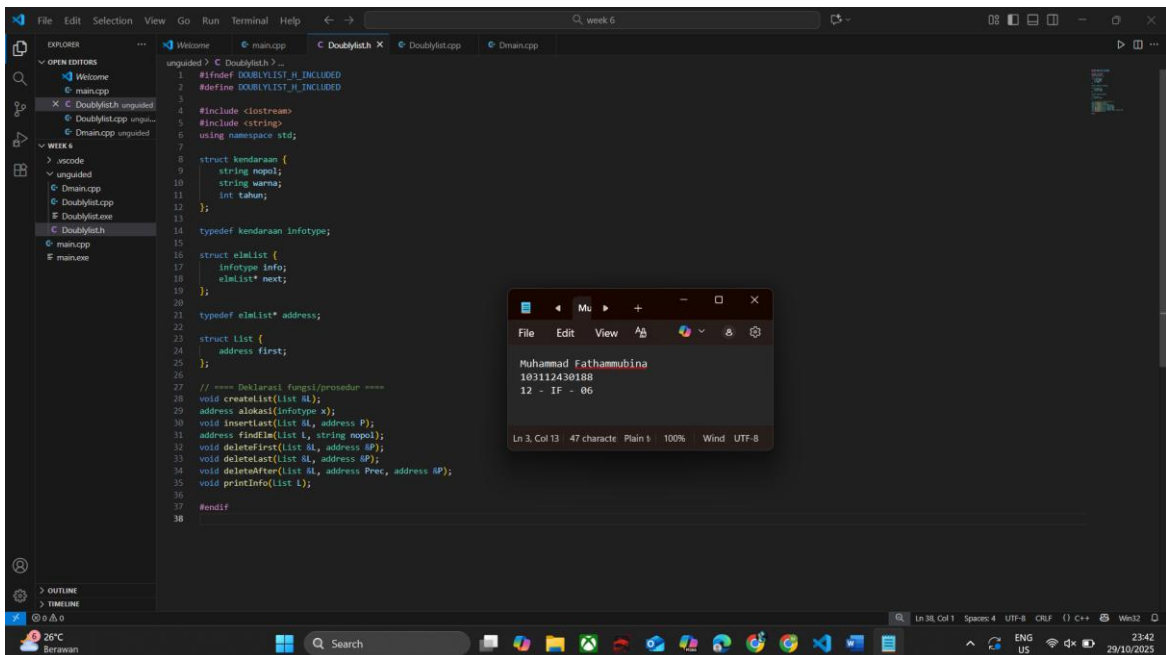 File Edit Selection View Go Run Terminal Help
week 6
EXPLORER
Welcome
main.cpp
Doublylist.h
Doublylist.cpp
Dmain.cpp
OPEN EDITORS
Welcome
main.cpp
Doublylist.h unguided
Doublylist.cpp ungui...
Dmain.cpp unguided
WEEK 6
.vscode
unguided
Dmain.cpp
Doublylist.cpp
Doublylist.exe
Doublylist.h
main.cpp
main.exe
OUTLINE
TIMELINE
unguided > C Doublylist.h > ...
1 #ifndef DOUBLYLIST_H_INCLUDED
2 #define DOUBLYLIST_H_INCLUDED
3
4 #include <iostream>
5 #include <string>
6 using namespace std;
7
8 struct kendaraan {
9 string nopol;
10 string warna;
11 int tahun;
12 };
13
14 typedef kendaraan infotype;
15
16 struct elmList {
17 infotype info;
18 elmList* next;
19 };
20
21 typedef elmList* address;
22
23 struct List {
24 address first;
25 };
26
27 // ==== Deklarasi fungsi/prosedur ====
28 void createList(List &L);
29 address alokasi(infotype x);
30 void insertLast(List &L, address P);
31 address findElm(List L, string nopol);
32 void deleteFirst(List &L, address &P);
33 void deleteLast(List &L, address &P);
34 void deleteAfter(List &L, address Prec, address &P);
35 void printInfo(List L);
36
37 #endif
38
Mu
File Edit View
Muhammad Fathammubina
103112430188
12 - IF - 06
Ln 3, Col 13 47 characte Plain t 100% Wind UTF-8
0 0
Ln 38, Col 1 Spaces: 4 UTF-8 CRLF {} C++ Win32
6
26°C
Berawan
Search
ENG
US
23:42
29/10/2025